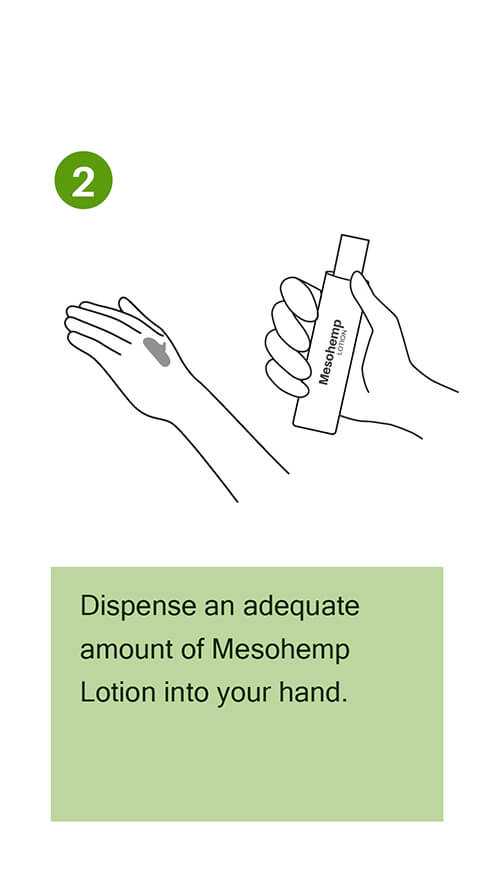 2
Mesohemp
LOTION
Dispense an adequate
amount of Mesohemp
Lotion into your hand.